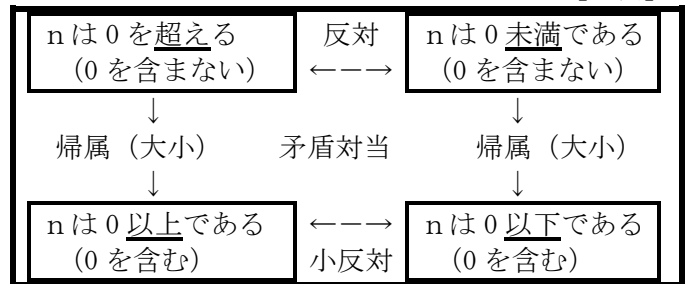 nは0を超える 反対 nは0未満である
(0を含まない) ←−→ (0を含まない)
↓ ↓
帰属(大小) 矛盾対当 帰属(大小)
↓ ↓
nは0以上である ←−→ nは0以下である
(0を含む) 小反対 (0を含む)